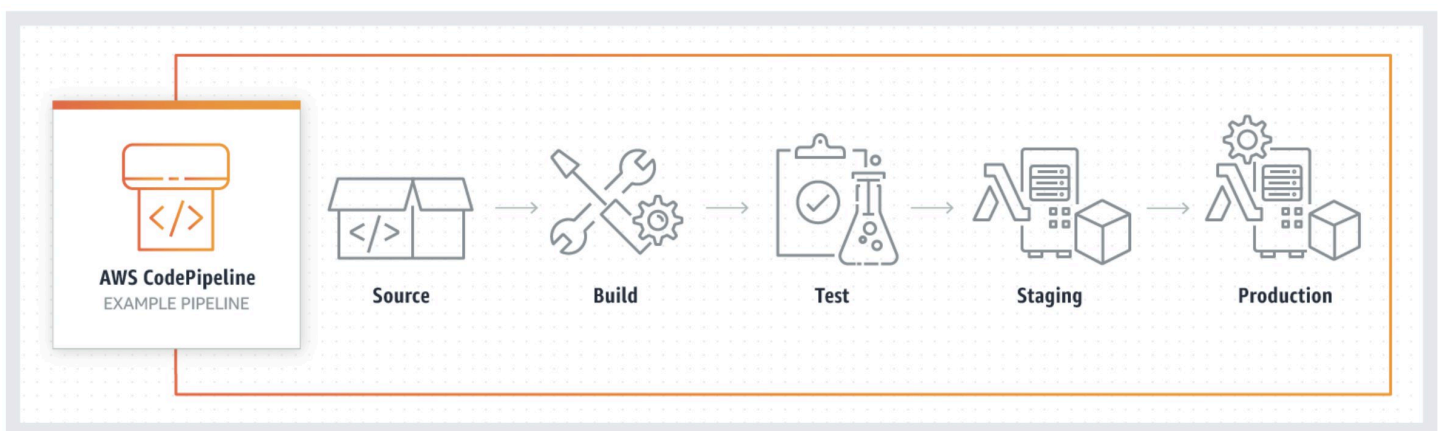 </>
AWS CodePipeline
EXAMPLE PIPELINE
</>
Source
Build
Test
Staging
Production